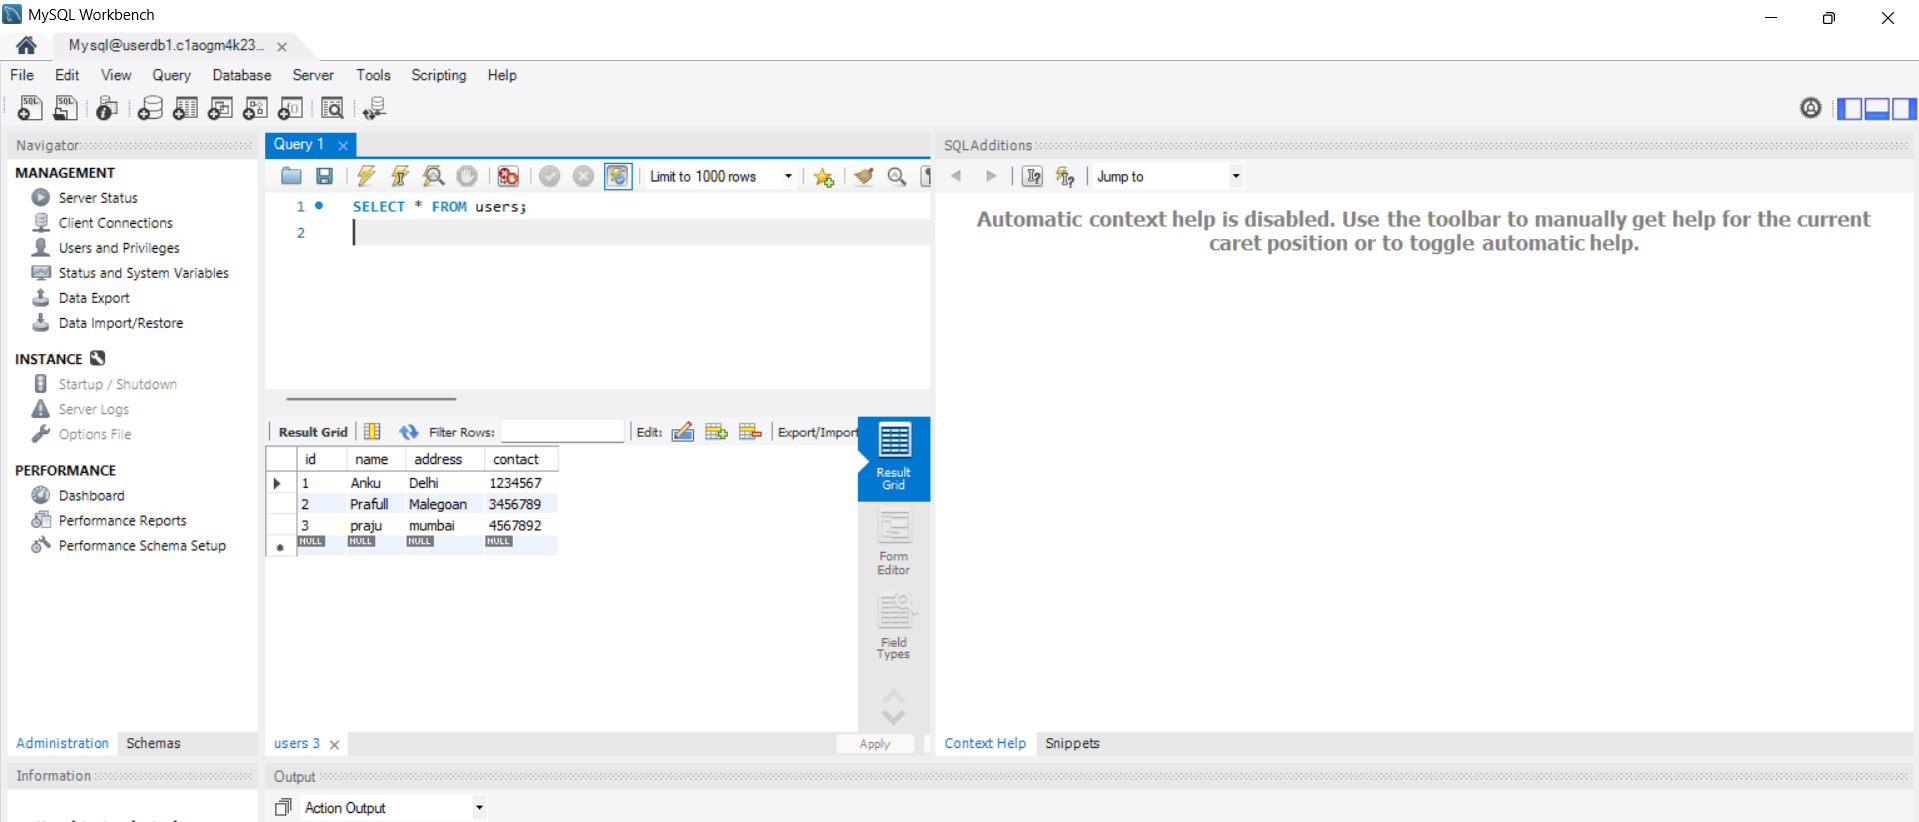 MySQL Workbench
Mysql@userdb1.c1aogm4k23...
File Edit View Query Database Server Tools Scripting Help
Navigator
MANAGEMENT
Server Status
Client Connections
Users and Privileges
Status and System Variables
Data Export
Data Import/Restore
INSTANCE
Startup / Shutdown
Server Logs
Options File
PERFORMANCE
Dashboard
Performance Reports
Performance Schema Setup
Administration Schemas
Information
Query 1
Limit to 1000 rows
1 SELECT * FROM users;
2
Result Grid Filter Rows: Edit: Export/Import
id name address contact
1 Anku Delhi 1234567
2 Prafull Malegoan 3456789
3 praju mumbai 4567892
NULL NULL NULL NULL
Result
Grid
Form
Editor
Field
Types
users 3 Apply
SQLAdditions
Jump to
Automatic context help is disabled. Use the toolbar to manually get help for the current
caret position or to toggle automatic help.
Context Help Snippets
Output
Action Output